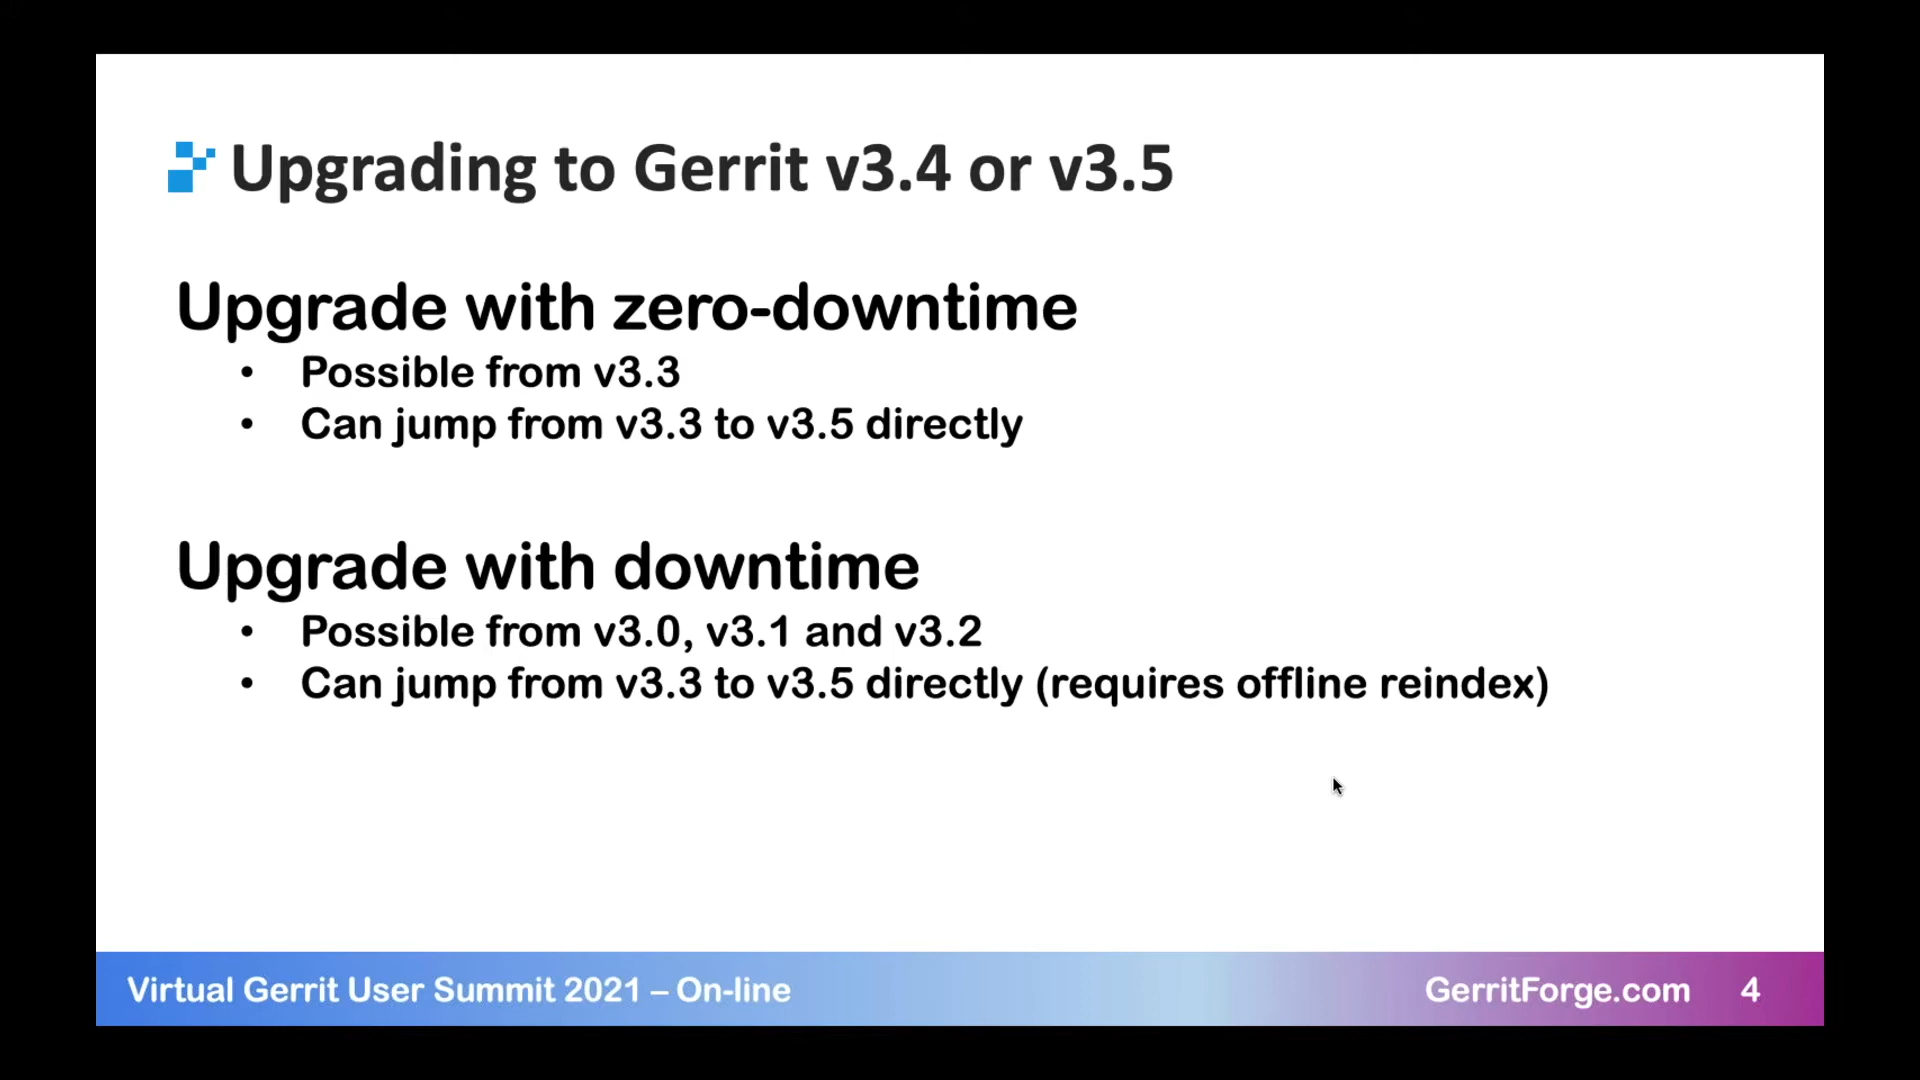 Upgrading to Gerrit v3.4 or v3.5
Upgrade with zero-downtime
• Possible from v3.3
• Can jump from v3.3 to v3.5 directly
Upgrade with downtime
• Possible from v3.0, v3.1 and v3.2
• Can jump from v3.3 to v3.5 directly (requires offline reindex)
Virtual Gerrit User Summit 2021 – On-line GerritForge.com 4